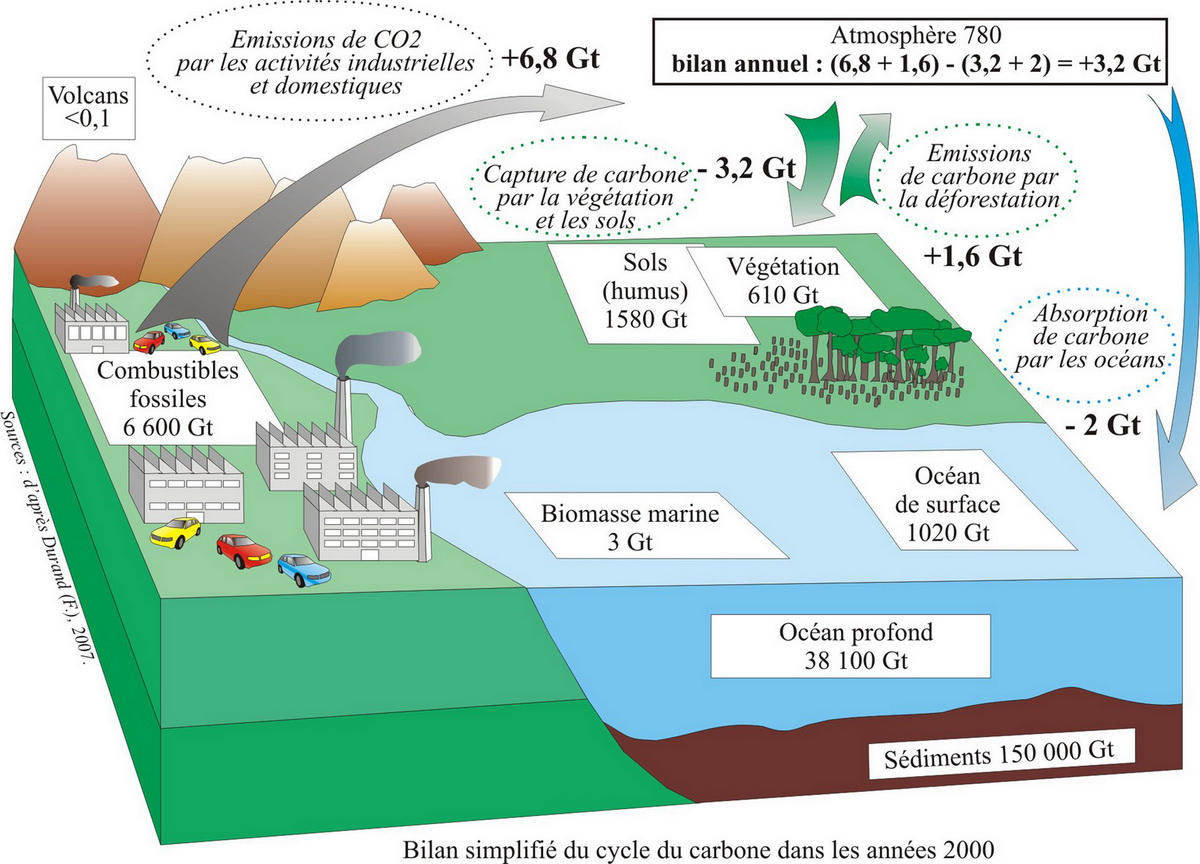 Emissions de CO2
par les activités industrielles
et domestiques
+6,8 Gt
Atmosphère 780
bilan annuel : (6,8 + 1,6) - (3,2 + 2) = +3,2 Gt
Volcans
<0,1
Capture de carbone
par la végétation
et les sols
- 3,2 Gt
Emissions
de carbone par
la déforestation
+1,6 Gt
Sols
(humus)
1580 Gt
Végétation
610 Gt
Absorption
de carbone
par les océans
- 2 Gt
Combustibles
fossiles
6 600 Gt
Biomasse marine
3 Gt
Océan
de surface
1020 Gt
Océan profond
38 100 Gt
Sédiments 150 000 Gt
Sources : d'après Durand (F.), 2007.
Bilan simplifié du cycle du carbone dans les années 2000